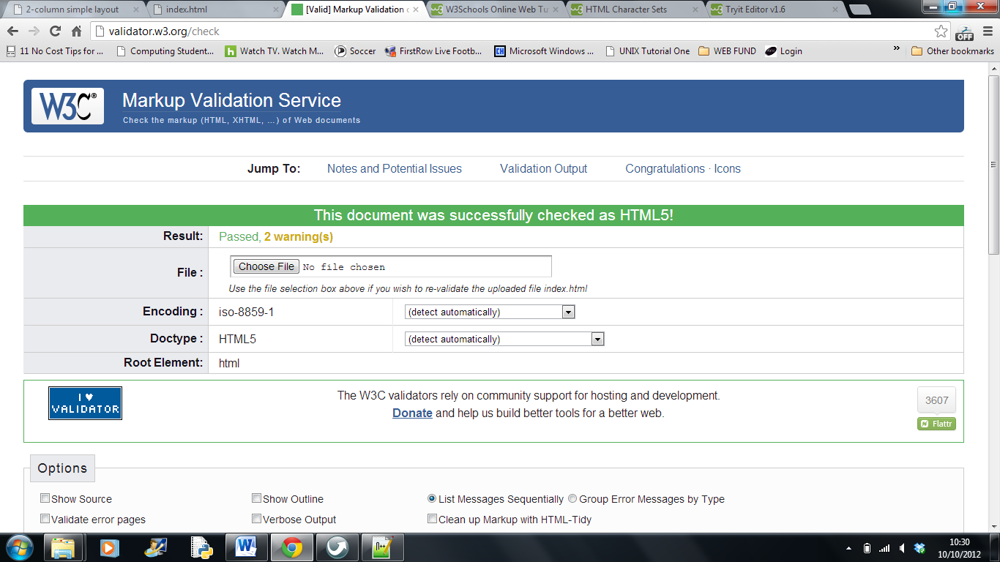 2-column simple layout
index.html
[Valid] Markup Validation
W3Schools Online Web Tu
HTML Character Sets
Tryit Editor v1.6
validator.w3.org/check
OFF
11 No Cost Tips for ...
Computing Student...
Watch TV. Watch M...
Soccer
FirstRow Live Footb...
Microsoft Windows ...
UNIX Tutorial One
WEB FUND
Login
»
Other bookmarks
W3C®
Markup Validation Service
Check the markup (HTML, XHTML, …) of Web documents
Jump To: Notes and Potential Issues Validation Output Congratulations · Icons
This document was successfully checked as HTML5!
Result: Passed, 2 warning(s)
File : Choose File No file chosen
Use the file selection box above if you wish to re-validate the uploaded file index.html
Encoding : iso-8859-1 (detect automatically)
Doctype : HTML5 (detect automatically)
Root Element: html
I ♥
VALIDATOR
The W3C validators rely on community support for hosting and development.
Donate and help us build better tools for a better web.
3607
Flattr
Options
Show Source Show Outline List Messages Sequentially Group Error Messages by Type
Validate error pages Verbose Output Clean up Markup with HTML-Tidy
10:30
10/10/2012